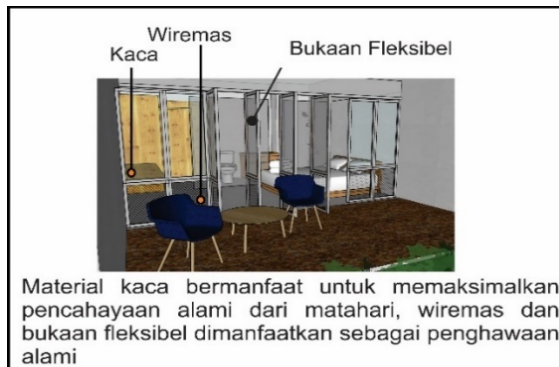 Wiremas
Kaca
Bukaan Fleksibel
Material kaca bermanfaat untuk memaksimalkan
pencahayaan alami dari matahari, wiremas dan
bukaan fleksibel dimanfaatkan sebagai penghawaan
alami